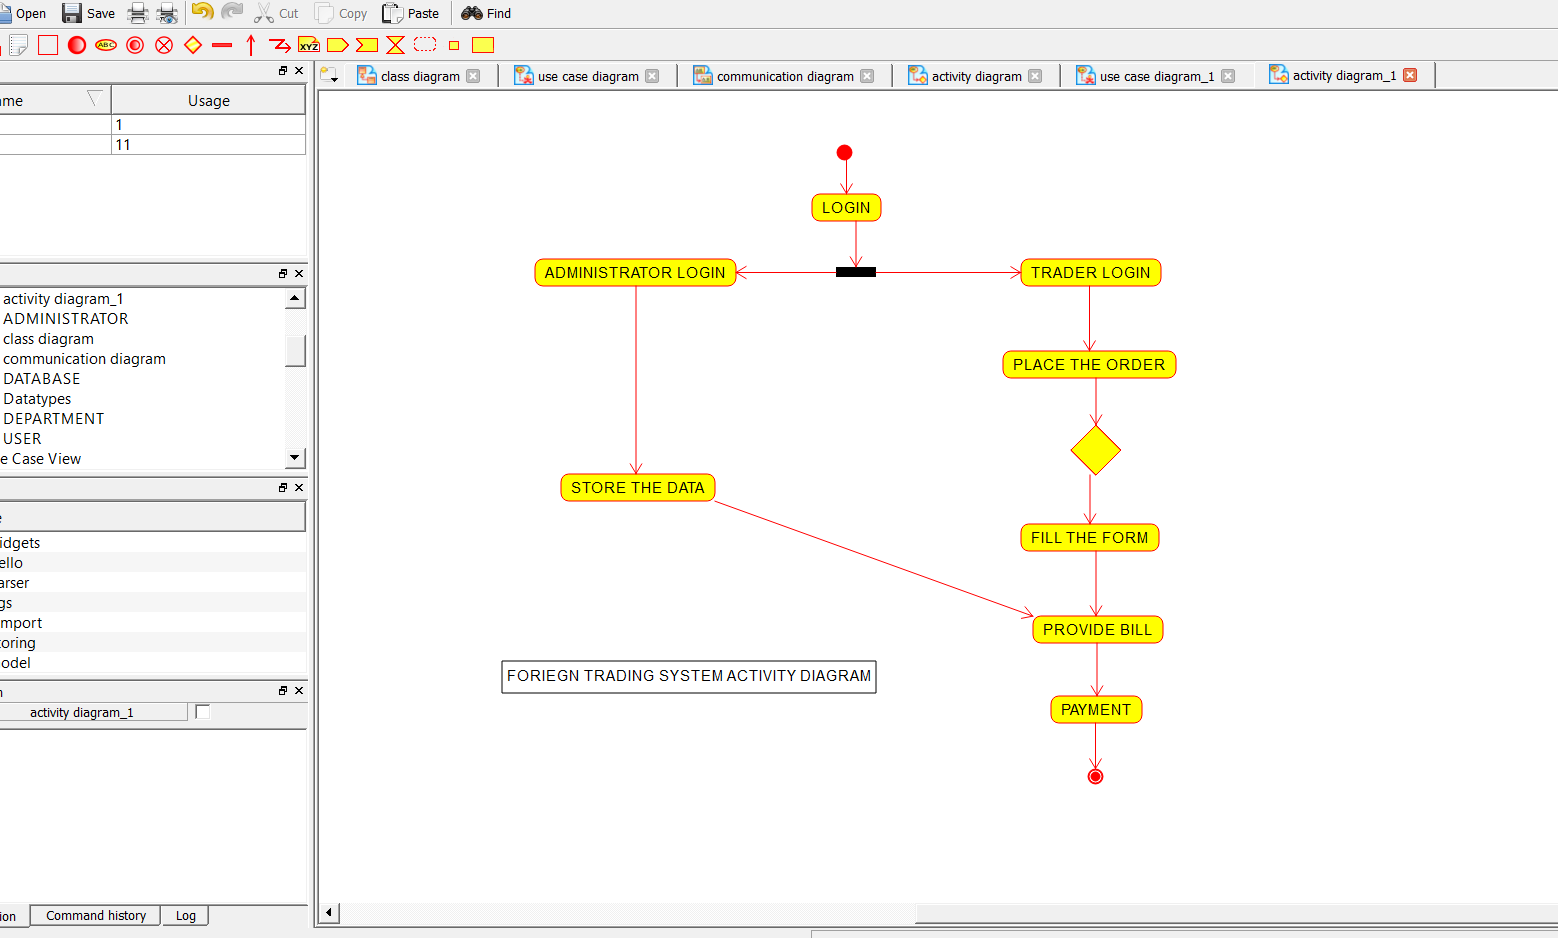 Open Save Cut Copy Paste Find
ABC XYZ
class diagram use case diagram communication diagram activity diagram use case diagram_1 activity diagram_1
ame Usage
1
11
activity diagram_1
ADMINISTRATOR
class diagram
communication diagram
DATABASE
Datatypes
DEPARTMENT
USER
e Case View
e
idgets
ello
arser
gs
mport
toring
odel
n
activity diagram_1
ion Command history Log
LOGIN
ADMINISTRATOR LOGIN
TRADER LOGIN
PLACE THE ORDER
STORE THE DATA
FILL THE FORM
PROVIDE BILL
FORIEGN TRADING SYSTEM ACTIVITY DIAGRAM
PAYMENT